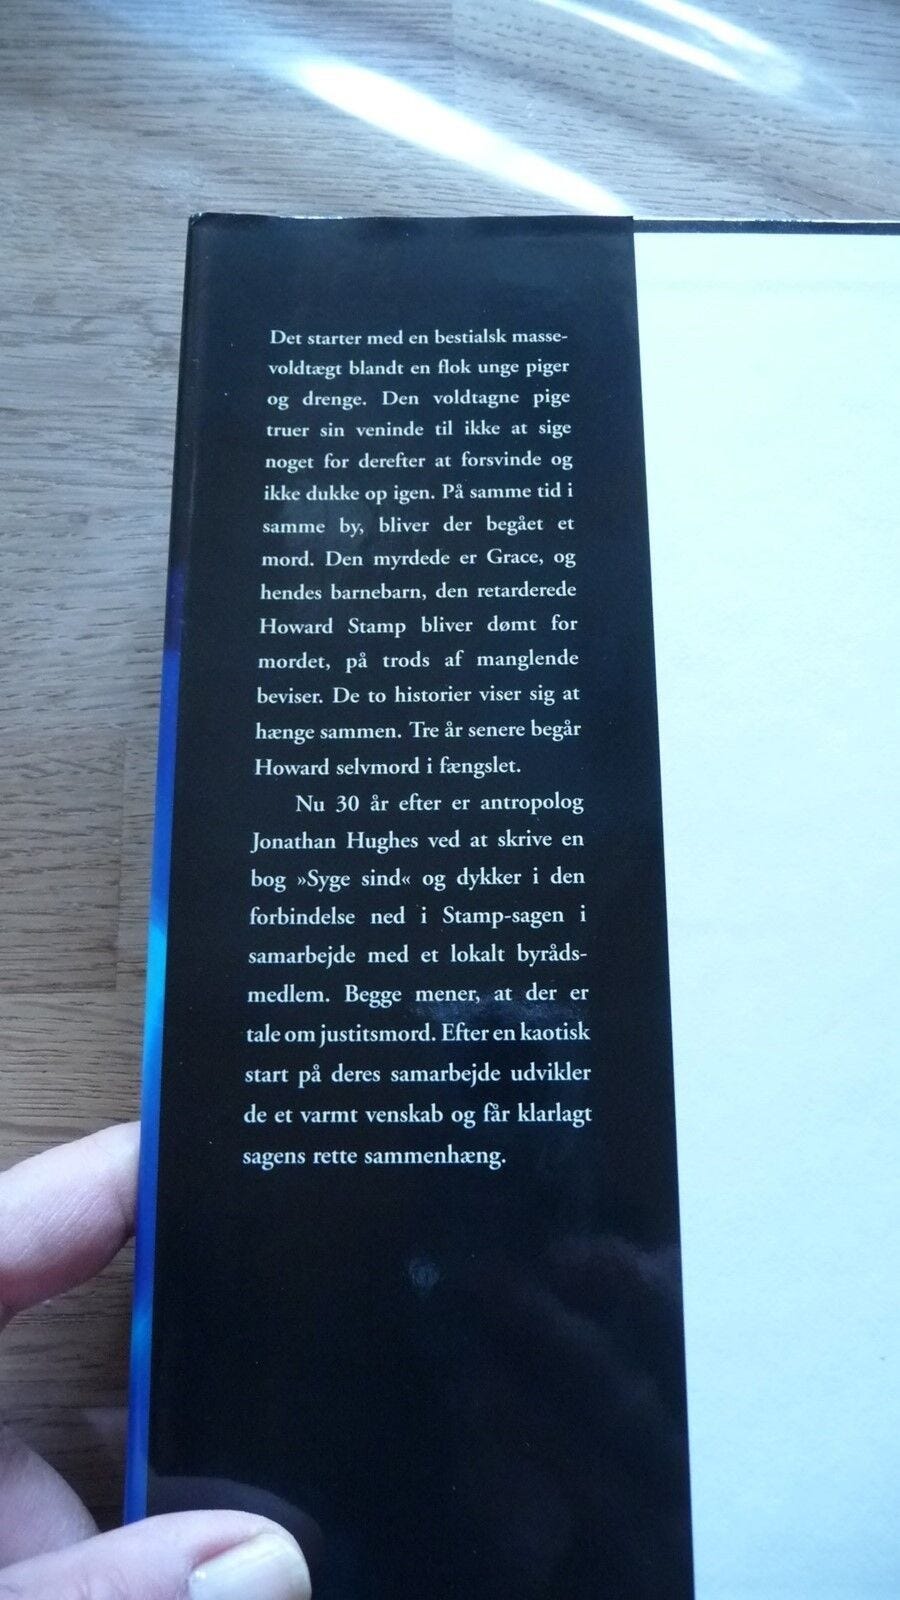 Det starter med en bestialsk masse-
voldtægt blandt en flok unge piger
og drenge. Den voldtagne pige
truer sin veninde til ikke at sige
noget for derefter at forsvinde og
ikke dukke op igen. På samme tid i
samme by, bliver der begået et
mord. Den myrdede er Grace, og
hendes barnebarn, den retarderede
Howard Stamp bliver dømt for
mordet, på trods af manglende
beviser. De to historier viser sig at
hænge sammen. Tre år senere begår
Howard selvmord i fængslet.
Nu 30 år efter er antropolog
Jonathan Hughes ved at skrive en
bog »Syge sind« og dykker i den
forbindelse ned i Stamp-sagen i
samarbejde med et lokalt byråds-
medlem. Begge mener, at der er
tale om justitsmord. Efter en kaotisk
start på deres samarbejde udvikler
de et varmt venskab og får klarlagt
sagens rette sammenhæng.